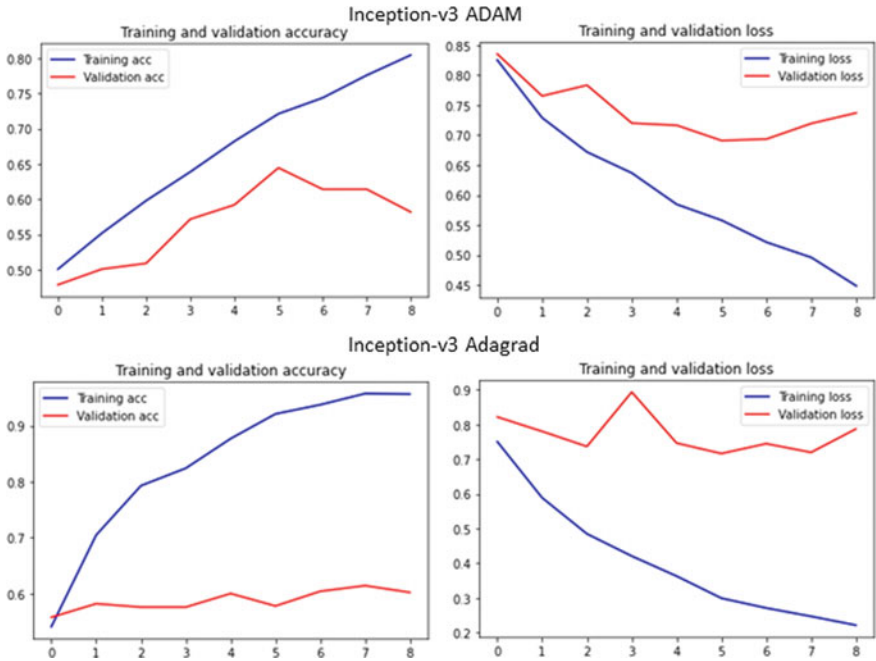 Inception-v3 ADAM
Training and validation accuracy
Training acc
Validation acc
0.80
0.75
0.70
0.65
0.60
0.55
0.50
0 1 2 3 4 5 6 7 8
Training and validation loss
Training loss
Validation loss
0.85
0.80
0.75
0.70
0.65
0.60
0.55
0.50
0.45
0 1 2 3 4 5 6 7 8
Inception-v3 Adagrad
Training and validation accuracy
Training acc
Validation acc
0.9
0.8
0.7
0.6
0 1 2 3 4 5 6 7 8
Training and validation loss
Training loss
Validation loss
0.9
0.8
0.7
0.6
0.5
0.4
0.3
0.2
0 1 2 3 4 5 6 7 8